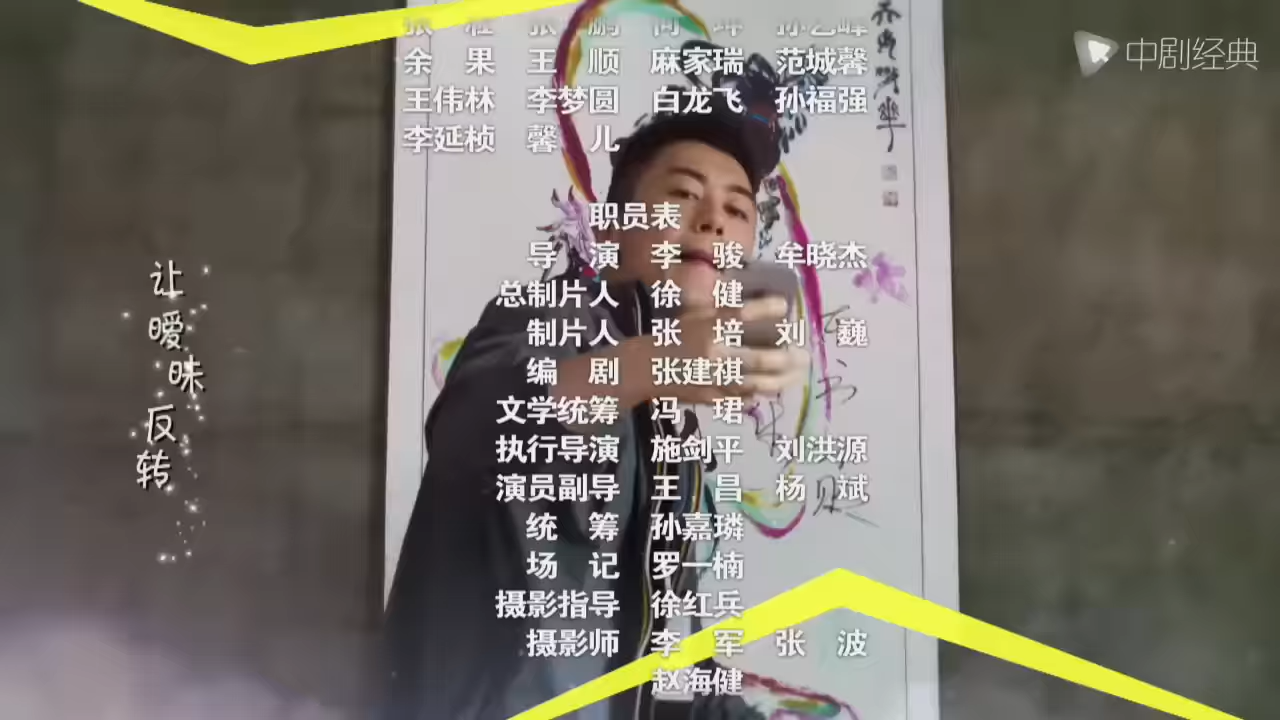 中剧经典
余 果 王 顺 麻家瑞 范城馨
王伟林 李梦圆 白龙飞 孙福强
李延桢 馨 儿
职员表
导 演 李 骏 牟晓杰
总制片人 徐 健
制片人 张 培 刘 巍
编 剧 张建祺
文学统筹 冯 珺
执行导演 施剑平 刘洪源
演员副导 王 昌 杨 斌
统 筹 孙嘉璘
场 记 罗一楠
摄影指导 徐红兵
摄影师 李 军 张 波
赵海健
让暧昧反转